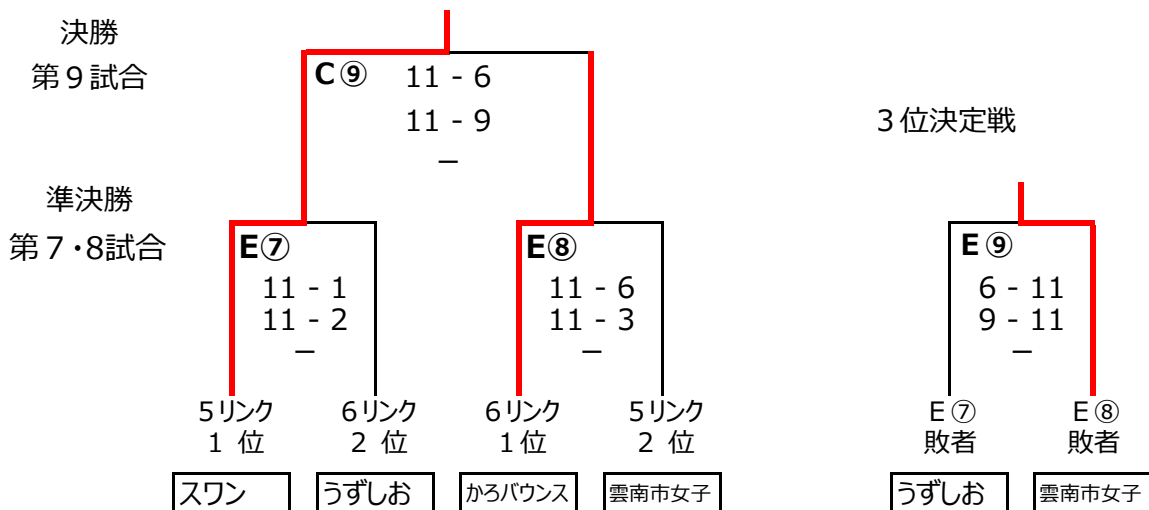 決勝
第９試合
C⑨ 11 - 6
11 - 9
–
３位決定戦
準決勝
第７・8試合
E⑦
11 - 1
11 - 2
–
E⑧
11 - 6
11 - 3
–
E⑨
6 - 11
9 - 11
–
5リンク
1 位
6リンク
2 位
6リンク
1位
5リンク
2 位
E⑦
敗者
E⑧
敗者
スワン
うずしお
かろバウンス
雲南市女子
うずしお
雲南市女子